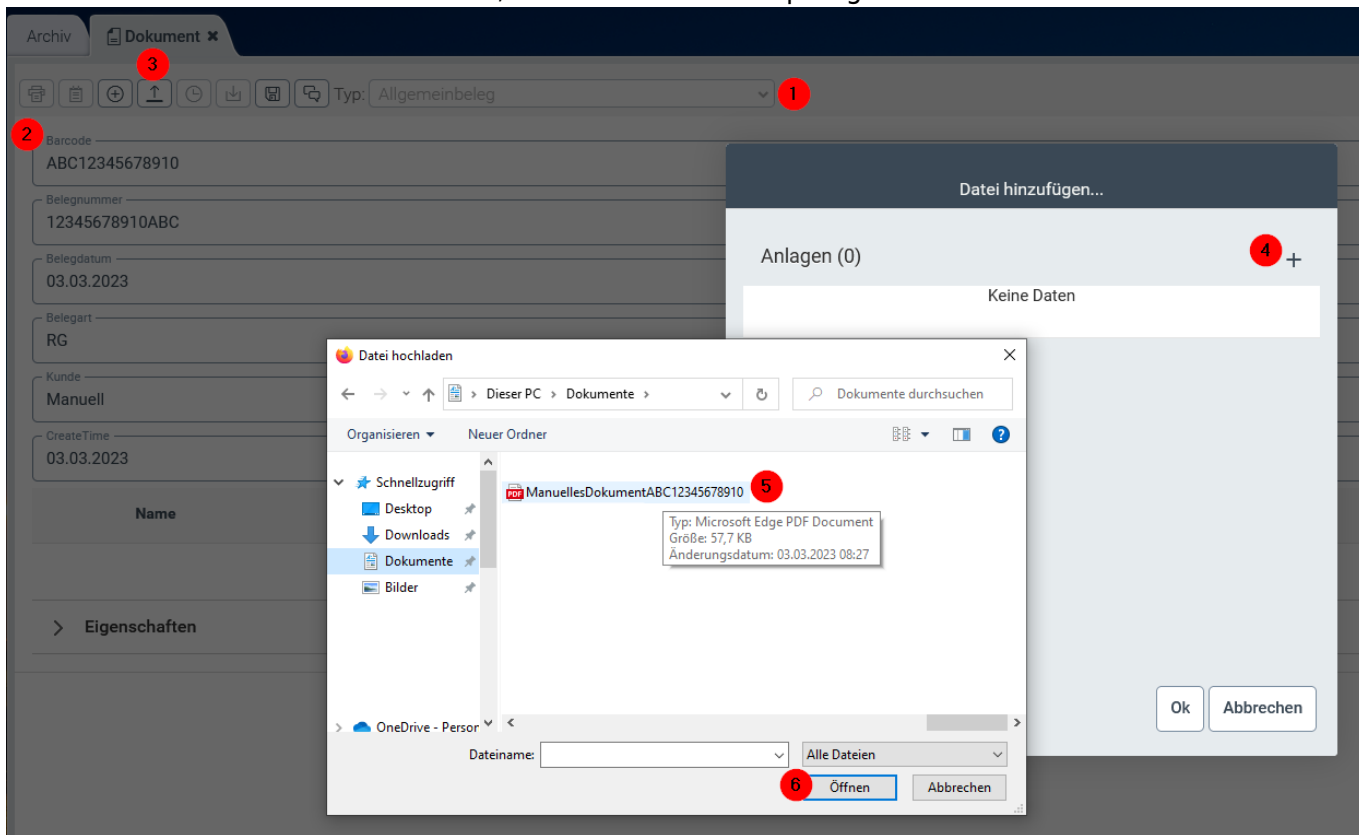 Archiv
Dokument ×
3
Typ: Allgemeinbeleg
1
2
Barcode
ABC12345678910
Datei hinzufügen...
Belegnummer
12345678910ABC
Anlagen (0)
4
+
Belegdatum
03.03.2023
Keine Daten
Belegart
RG
Kunde
Manuell
CreateTime
03.03.2023
Name
Eigenschaften
Datei hochladen
Dieser PC > Dokumente >
Dokumente durchsuchen
Organisieren
Neuer Ordner
?
Schnellzugriff
Desktop
Downloads
Dokumente
Bilder
OneDrive - Person
PDF
ManuellesDokumentABC12345678910
5
Typ: Microsoft Edge PDF Document
Größe: 57,7 KB
Änderungsdatum: 03.03.2023 08:27
Dateiname:
Alle Dateien
6
Öffnen
Abbrechen
Ok
Abbrechen